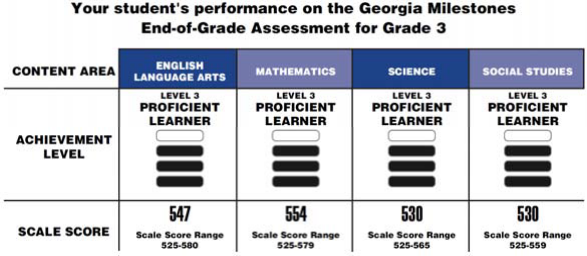 Your student's performance on the Georgia Milestones
End-of-Grade Assessment for Grade 3
CONTENT AREA
ENGLISH
LANGUAGE ARTS
MATHEMATICS
SCIENCE
SOCIAL STUDIES
ACHIEVEMENT
LEVEL
LEVEL 3
PROFICIENT
LEARNER
LEVEL 3
PROFICIENT
LEARNER
LEVEL 3
PROFICIENT
LEARNER
LEVEL 3
PROFICIENT
LEARNER
SCALE SCORE
547
Scale Score Range
525-580
554
Scale Score Range
525-579
530
Scale Score Range
525-565
530
Scale Score Range
525-559